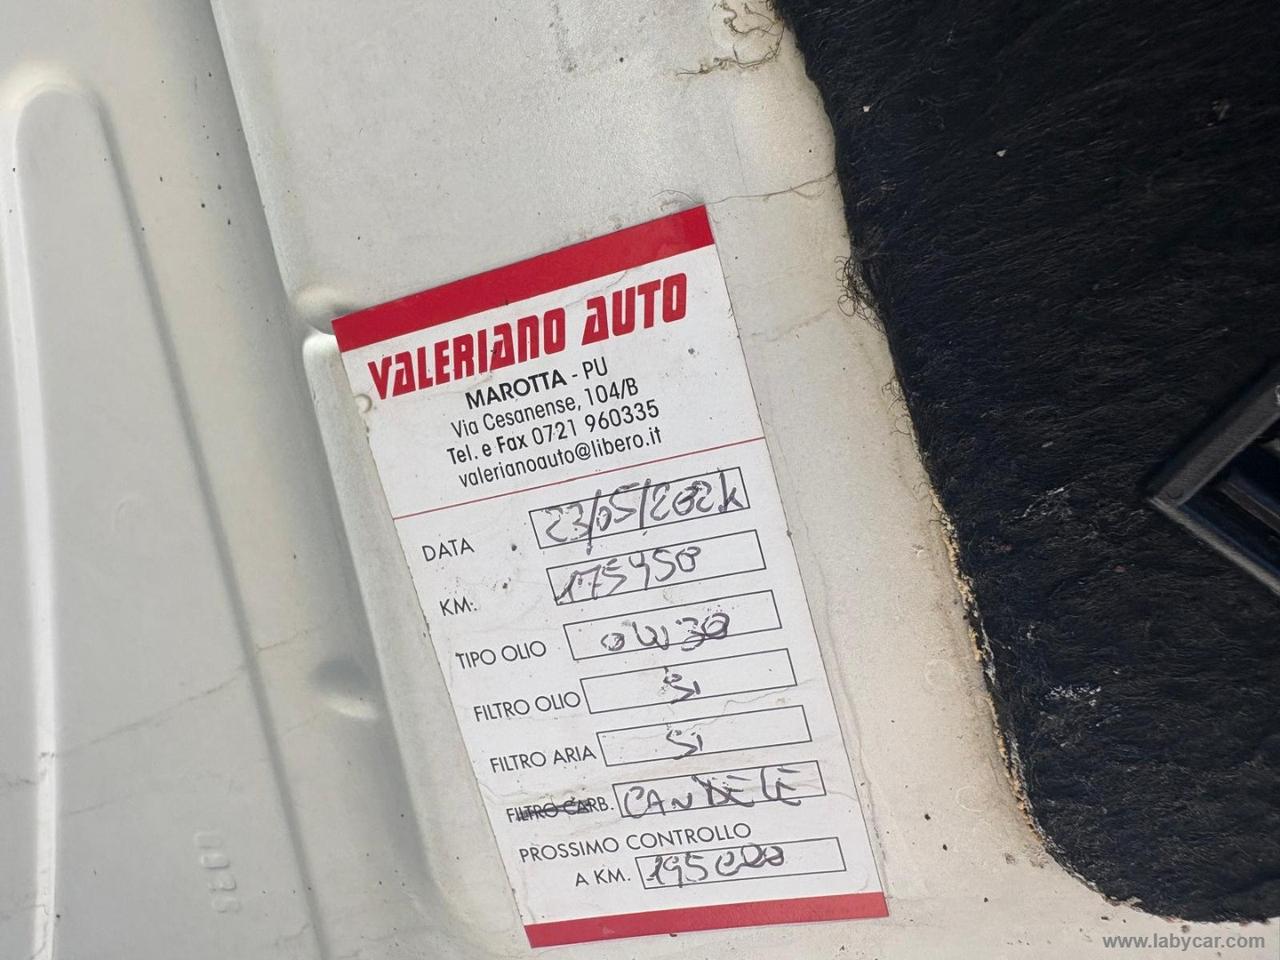 VALERIANO AUTO
MAROTTA - PU
Via Cesanense, 104/B
Tel. e Fax 0721 960335
valerianoauto@libero.it
DATA 23/05/2024
KM: 175450
TIPO OLIO 0W30
FILTRO OLIO SI
FILTRO ARIA SI
FILTRO CARB. CANDELE
PROSSIMO CONTROLLO
A KM. 195000
www.labycar.com